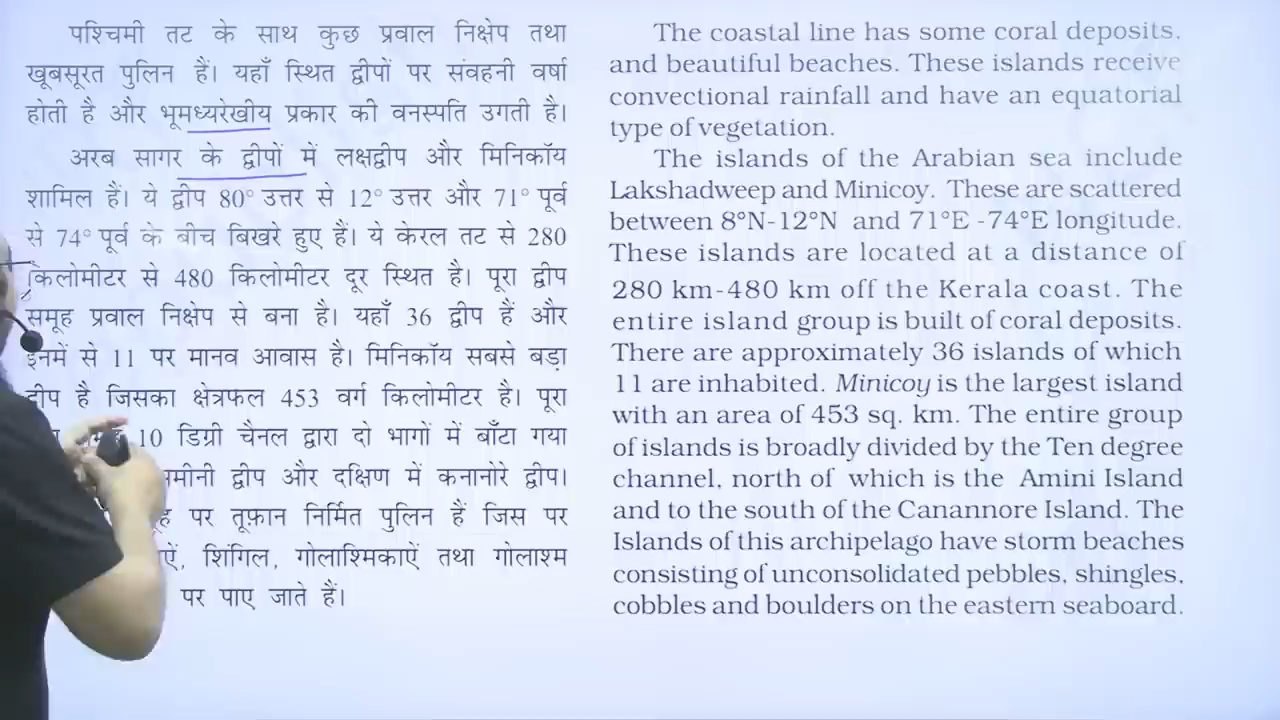 पश्चिमी तट के साथ कुछ प्रवाल निक्षेप तथा
खूबसूरत पुलिन हैं। यहाँ स्थित द्वीपों पर संवहनी वर्षा
होती है और भूमध्यरेखीय प्रकार की वनस्पति उगती है।
अरब सागर के द्वीपों में लक्षद्वीप और मिनिकॉय
शामिल हैं। ये द्वीप 80° उत्तर से 12° उत्तर और 71° पूर्व
से 74° पूर्व के बीच बिखरे हुए हैं। ये केरल तट से 280
किलोमीटर से 480 किलोमीटर दूर स्थित है। पूरा द्वीप
समूह प्रवाल निक्षेप से बना है। यहाँ 36 द्वीप हैं और
इनमें से 11 पर मानव आवास है। मिनिकॉय सबसे बड़ा
द्वीप है जिसका क्षेत्रफल 453 वर्ग किलोमीटर है। पूरा
10 डिग्री चैनल द्वारा दो भागों में बाँटा गया
द्वीप और दक्षिण में कनानोरे द्वीप।
पर तूफ़ान निर्मित पुलिन हैं जिस पर
शिंगिल, गोलाश्मिकाऐं तथा गोलाश्म
पर पाए जाते हैं।
The coastal line has some coral deposits,
and beautiful beaches. These islands receive
convectional rainfall and have an equatorial
type of vegetation.
The islands of the Arabian sea include
Lakshadweep and Minicoy. These are scattered
between 8°N-12°N and 71°E -74°E longitude.
These islands are located at a distance of
280 km-480 km off the Kerala coast. The
entire island group is built of coral deposits.
There are approximately 36 islands of which
11 are inhabited. Minicoy is the largest island
with an area of 453 sq. km. The entire group
of islands is broadly divided by the Ten degree
channel, north of which is the Amini Island
and to the south of the Canannore Island. The
Islands of this archipelago have storm beaches
consisting of unconsolidated pebbles, shingles,
cobbles and boulders on the eastern seaboard.